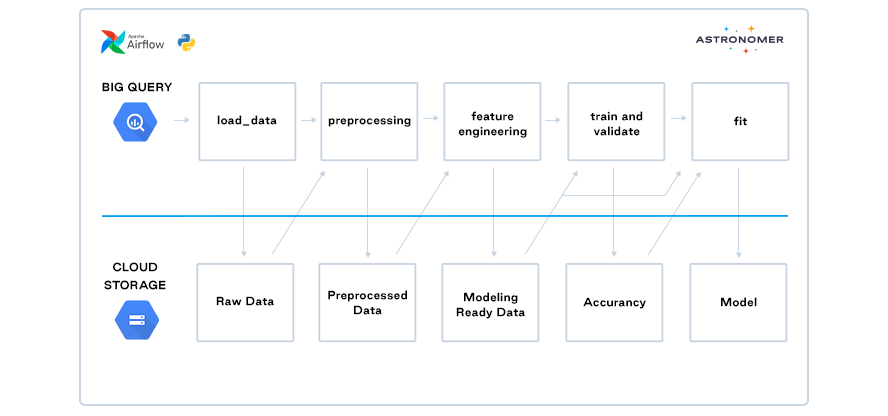 Apache
Airflow
ASTRONOMER
BIG QUERY
load_data
preprocessing
feature
engineering
train and
validate
fit
CLOUD
STORAGE
Raw Data
Preprocessed
Data
Modeling
Ready Data
Accurancy
Model